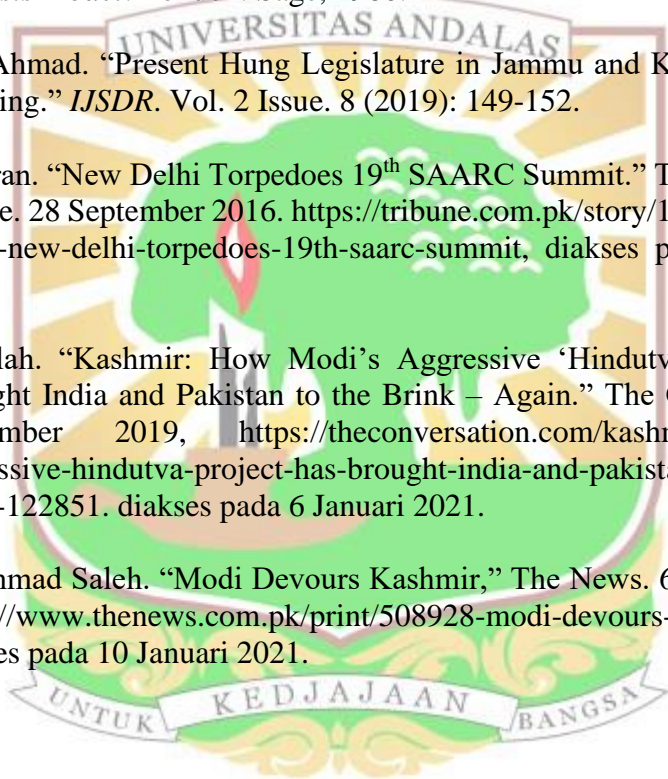 UNIVERSITAS ANDALAS
Ahmad. “Present Hung Legislature in Jammu and K
ing.” IJSDR. Vol. 2 Issue. 8 (2019): 149-152.
ran. “New Delhi Torpedoes 19th SAARC Summit.” T
e. 28 September 2016. https://tribune.com.pk/story/1
-new-delhi-torpedoes-19th-saarc-summit, diakses p
lah. “Kashmir: How Modi’s Aggressive ‘Hindutv
ght India and Pakistan to the Brink – Again.” The
mber 2019, https://theconversation.com/kashm
ssive-hindutva-project-has-brought-india-and-pakist
-122851. diakses pada 6 Januari 2021.
hmad Saleh. “Modi Devours Kashmir,” The News. 6
//www.thenews.com.pk/print/508928-modi-devours-
es pada 10 Januari 2021.
UNTUK KEDJAJAAN BANGSA